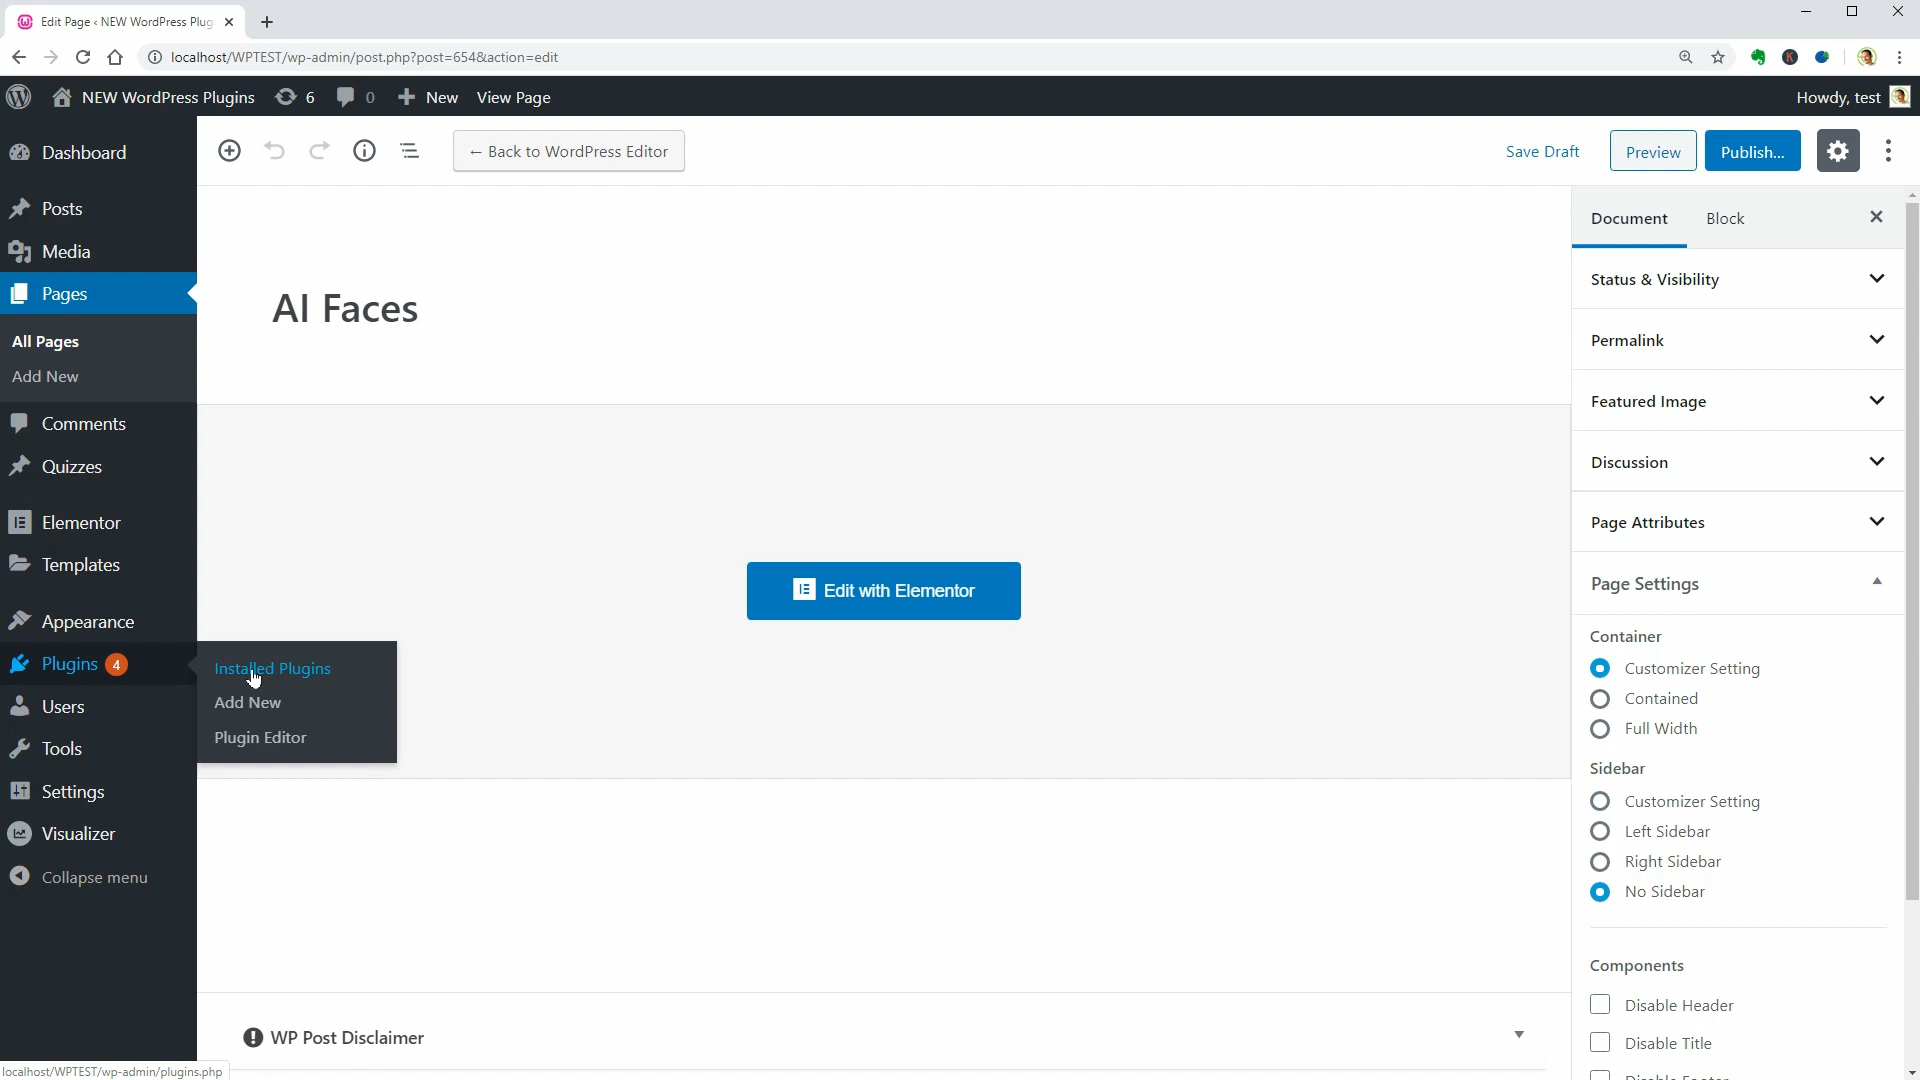 Edit Page ‹ NEW WordPress Plug
localhost/WPTEST/wp-admin/post.php?post=654&action=edit
K
NEW WordPress Plugins
6
0
New
View Page
Howdy, test
Dashboard
Posts
Media
Pages
All Pages
Add New
Comments
Quizzes
Elementor
Templates
Appearance
Plugins 4
Users
Tools
Settings
Visualizer
Collapse menu
Installed Plugins
Add New
Plugin Editor
← Back to WordPress Editor
Save Draft
Preview
Publish...
AI Faces
Edit with Elementor
WP Post Disclaimer
Document
Block
Status & Visibility
Permalink
Featured Image
Discussion
Page Attributes
Page Settings
Container
Customizer Setting
Contained
Full Width
Sidebar
Customizer Setting
Left Sidebar
Right Sidebar
No Sidebar
Components
Disable Header
Disable Title
localhost/WPTEST/wp-admin/plugins.php